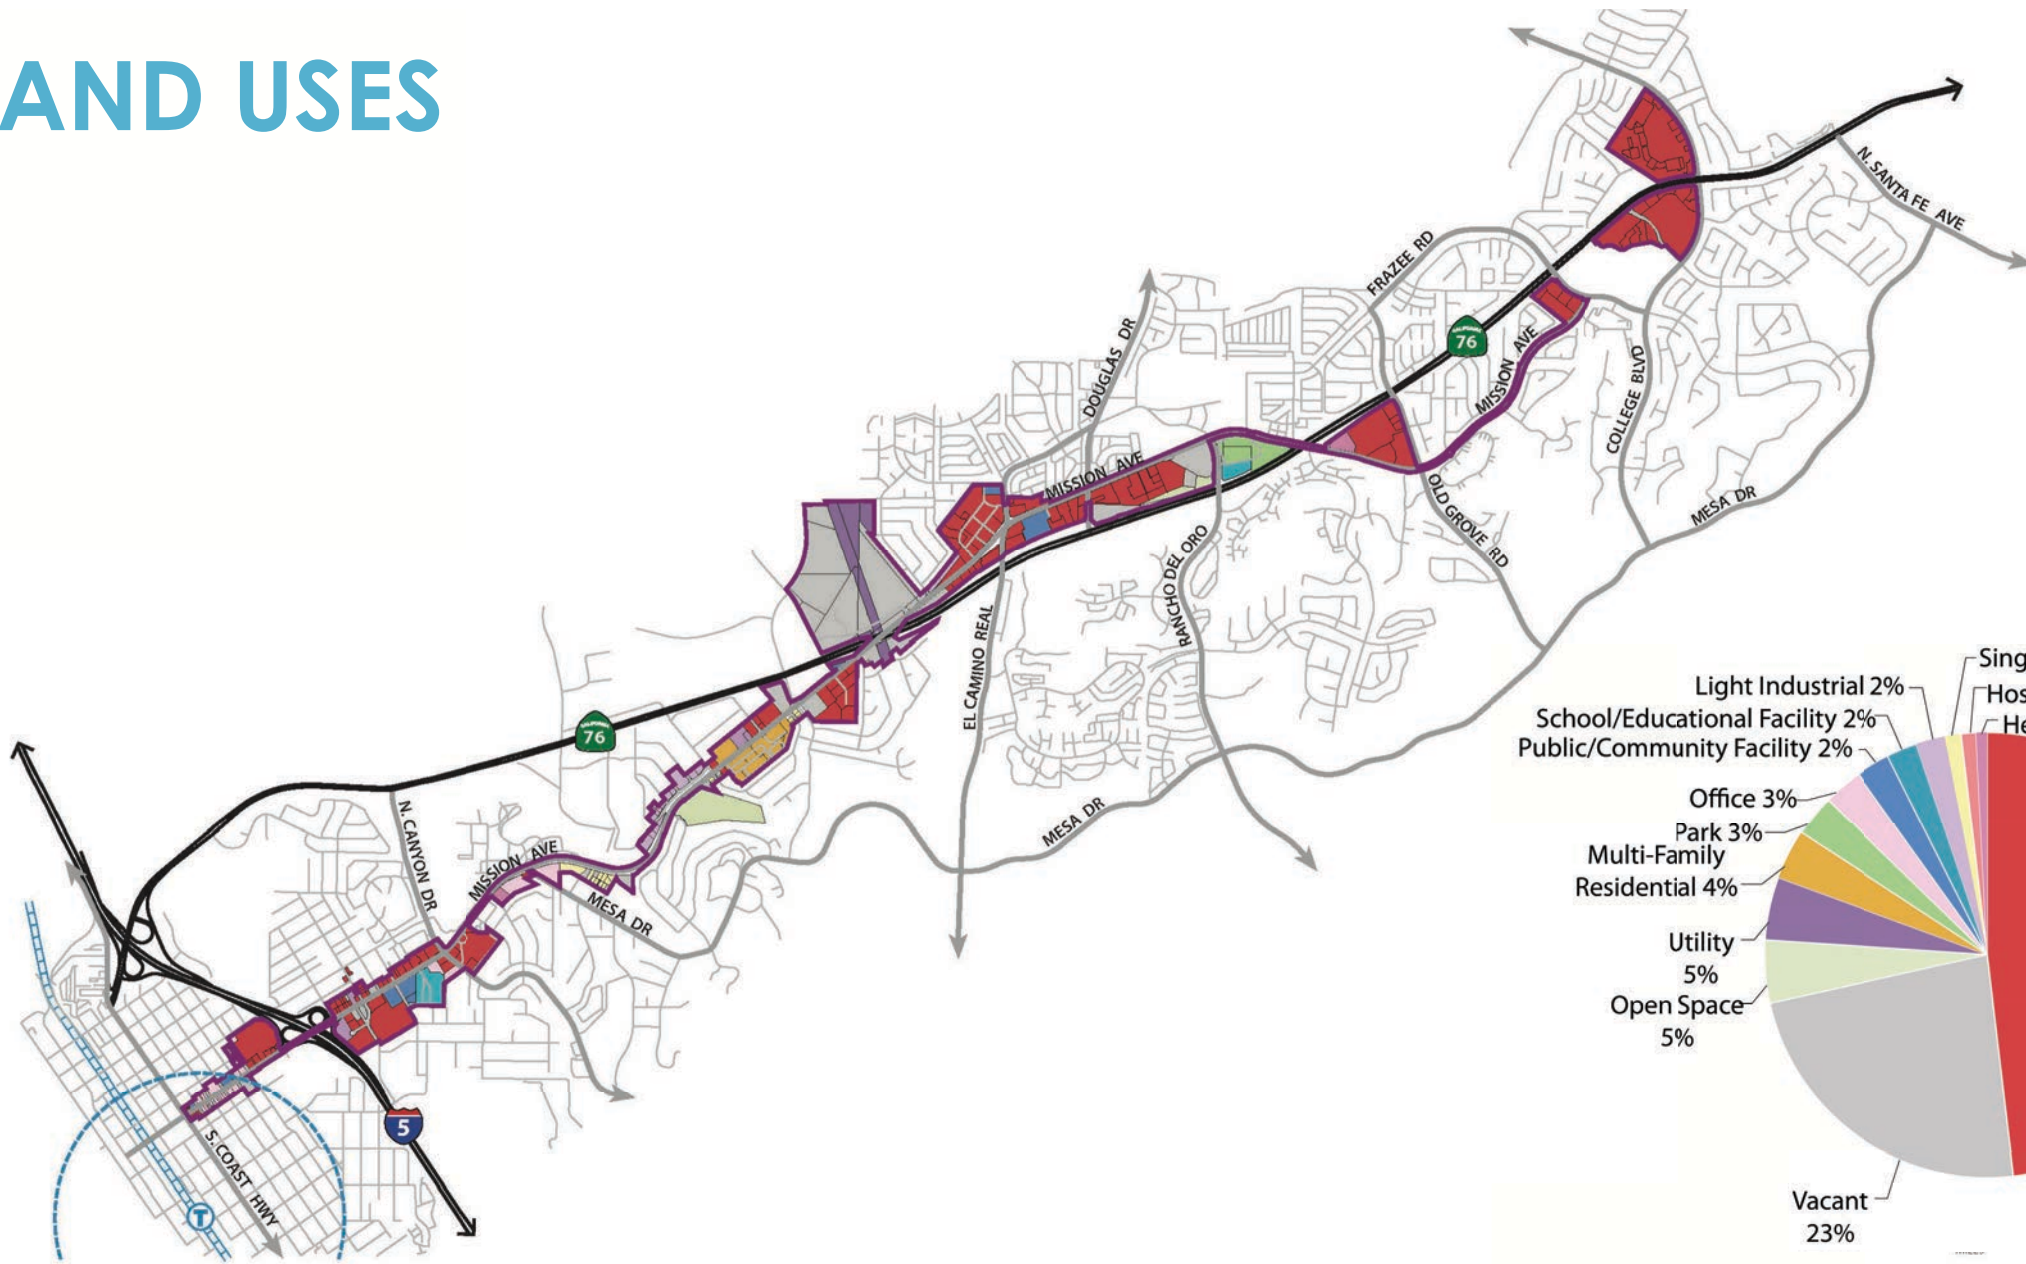 AND USES
N. SANTA FE AVE
FRAZEE RD
76
MISSION AVE
DOUGLAS DR
COLLEGE BLVD
MISSION AVE
OLD GROVE RD
MESA DR
RANCHO DEL ORO
EL CAMINO REAL
76
N. CANYON DR
MISSION AVE
MESA DR
MESA DR
5
S. COAST HWY
T
Sing
Light Industrial 2%
Hos
School/Educational Facility 2%
He
Public/Community Facility 2%
Office 3%
Park 3%
Multi-Family
Residential 4%
Utility
5%
Open Space
5%
Vacant
23%